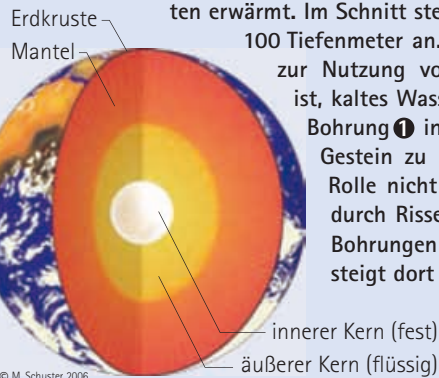 Erdkruste
Mantel
ten erwärmt. Im Schnitt ste
100 Tiefenmeter an.
zur Nutzung vo
ist, kaltes Wass
Bohrung ❶ in
Gestein zu
Rolle nicht
durch Risse
Bohrungen
steigt dort
innerer Kern (fest)
äußerer Kern (flüssig)
© M. Schuster 2006